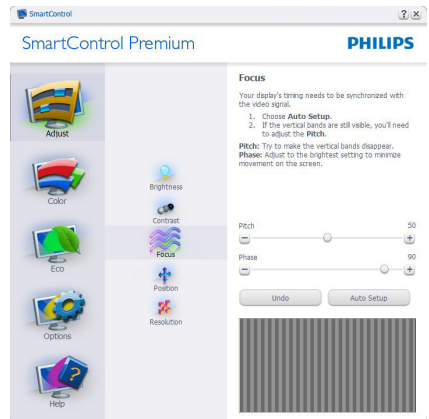 SmartControl
SmartControl Premium
PHILIPS
Adjust
Color
Eco
Options
Help
Brightness
Contrast
Focus
Position
Resolution
Focus
Your display's timing needs to be synchronized with
the video signal.
1. Choose Auto Setup.
2. If the vertical bands are still visible, you'll need
to adjust the Pitch.
Pitch: Try to make the vertical bands disappear.
Phase: Adjust to the brightest setting to minimize
movement on the screen.
Pitch 50
Phase 90
Undo Auto Setup